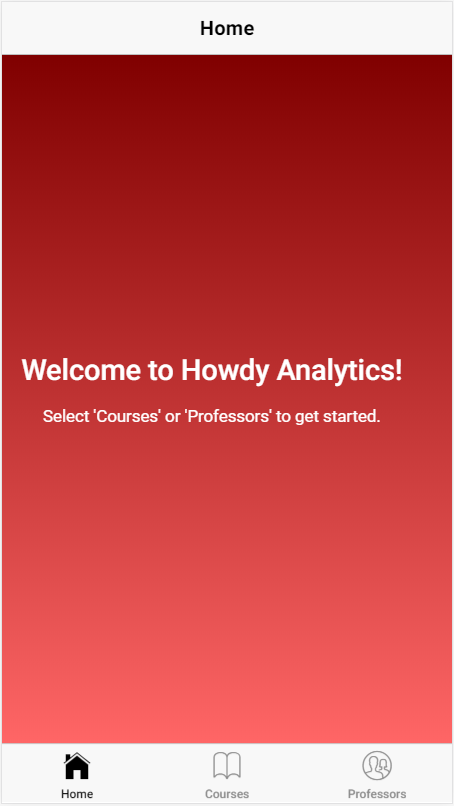 Home
Welcome to Howdy Analytics!
Select 'Courses' or 'Professors' to get started.
Home
Courses
Professors